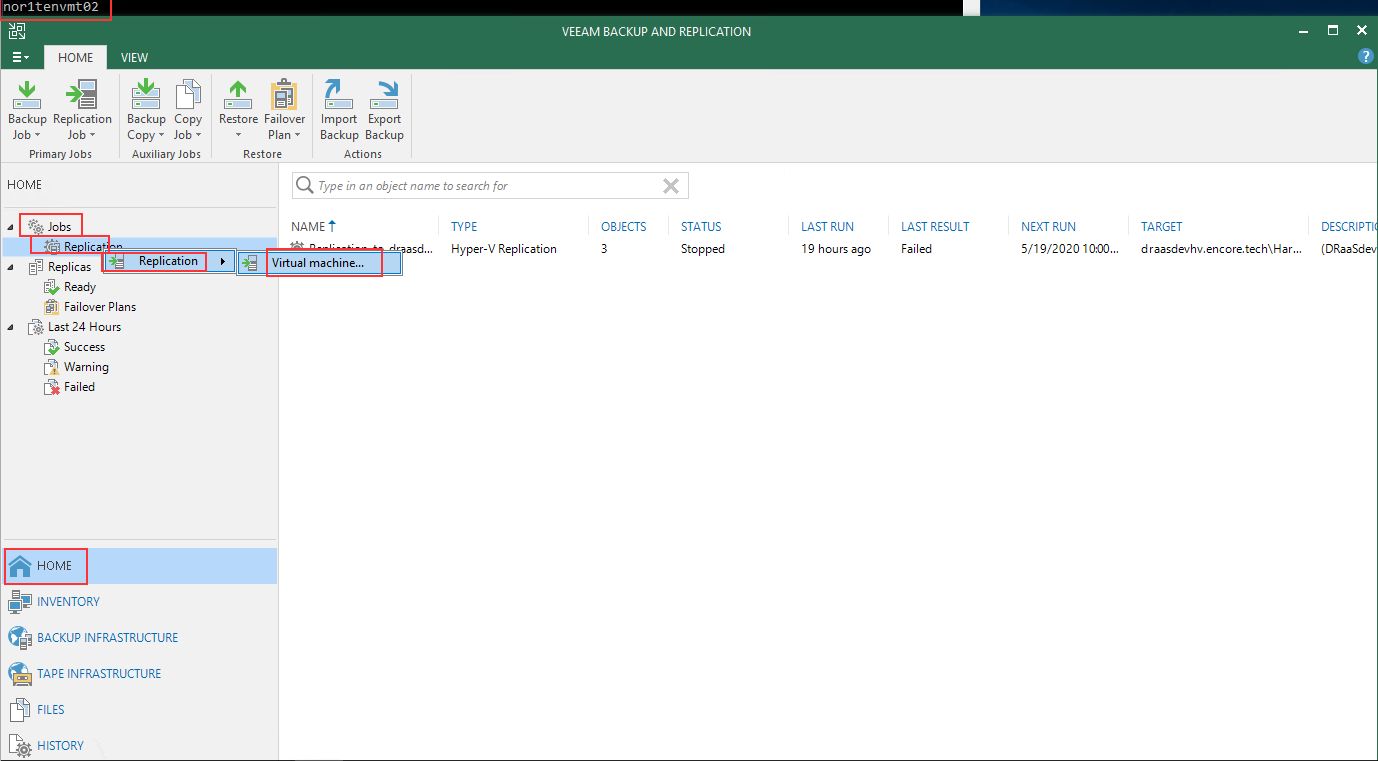 nor1tenvmt02
VEEAM BACKUP AND REPLICATION
HOME VIEW
?
Backup Job
Replication Job
Backup Copy
Copy Job
Restore
Failover Plan
Import Backup
Export Backup
Primary Jobs
Auxiliary Jobs
Restore
Actions
HOME
Jobs
Replication
Replicas
Ready
Failover Plans
Last 24 Hours
Success
Warning
Failed
Replication
Virtual machine...
Type in an object name to search for
NAME TYPE OBJECTS STATUS LAST RUN LAST RESULT NEXT RUN TARGET DESCRIPTIO
Replication_to_draasd... Hyper-V Replication 3 Stopped 19 hours ago Failed 5/19/2020 10:00... draasdevhv.encore.tech\Har... (DRaaSdev
HOME
INVENTORY
BACKUP INFRASTRUCTURE
TAPE INFRASTRUCTURE
FILES
HISTORY